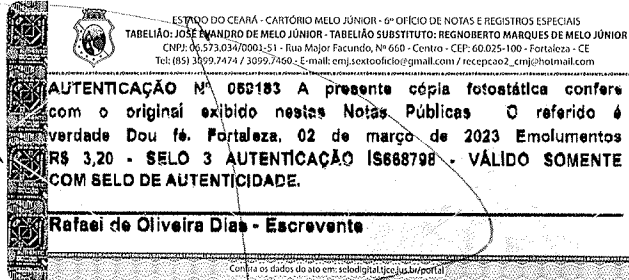 ESTADO DO CEARÁ - CARTÓRIO MELO JÚNIOR - 6º OFÍCIO DE NOTAS E REGISTROS ESPECIAIS
TABELIÃO: JOSÉ EVANDRO DE MELO JÚNIOR - TABELIÃO SUBSTITUTO: REGNOBERTO MARQUES DE MELO JÚNIOR
CNPJ: 06.573.034/0001-51 - Rua Major Facundo, Nº 660 - Centro - CEP: 60.025-100 - Fortaleza - CE
Tel: (85) 3099.7474 / 3099.7460 - E-mail: emj.sextooficio@gmail.com / recepcao2_cmj@hotmail.com
AUTENTICAÇÃO Nº 059183 A presente cópia fotostática confere
com o original exibido nestas Notas Públicas O referido é
verdade Dou fé. Fortaleza, 02 de março de 2023 Emolumentos
R$ 3,20 - SELO 3 AUTENTICAÇÃO IS668798 - VÁLIDO SOMENTE
COM SELO DE AUTENTICIDADE.
Rafael de Oliveira Dias - Escrevente
Confira os dados do ato em: selodigital.tjce.jus.br/portal